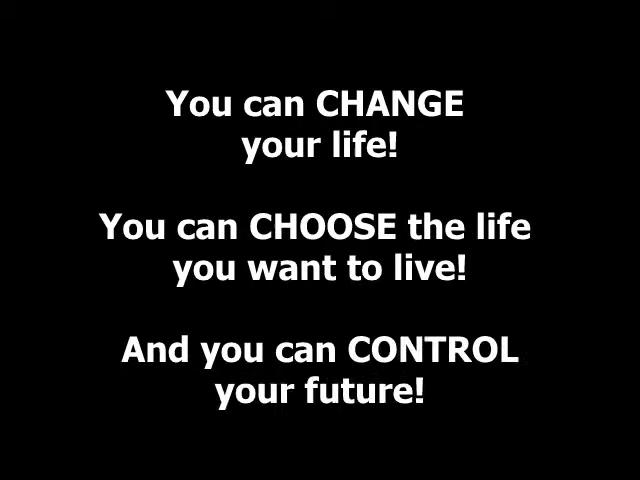 You can CHANGE
your life!
You can CHOOSE the life
you want to live!
And you can CONTROL
your future!